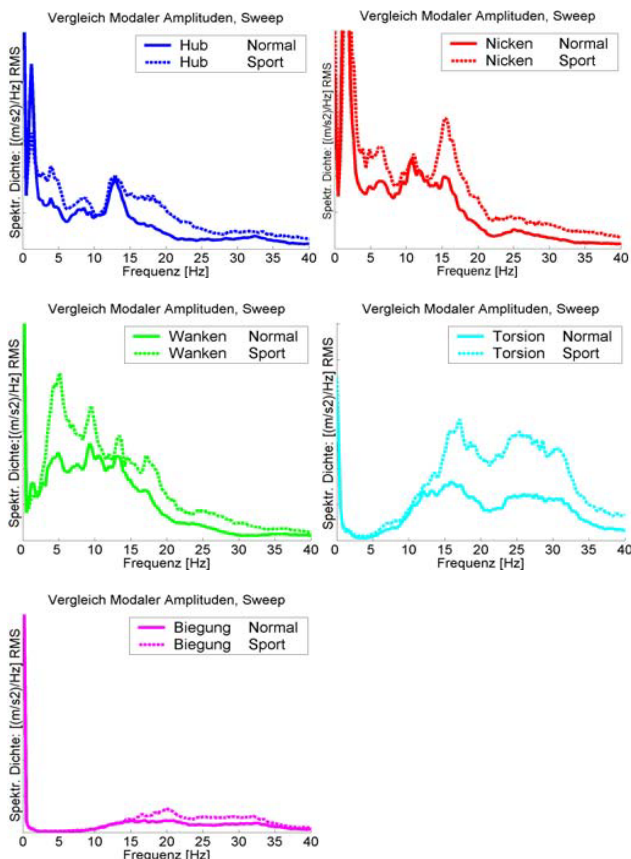 Vergleich Modaler Amplituden, Sweep
Hub Normal
Hub Sport
Spektr. Dichte: [(m/s2)/Hz] RMS
0 5 10 15 20 25 30 35 40
Frequenz [Hz]
Vergleich Modaler Amplituden, Sweep
Nicken Normal
Nicken Sport
Spektr. Dichte: [(m/s2)/Hz] RMS
0 5 10 15 20 25 30 35 40
Frequenz [Hz]
Vergleich Modaler Amplituden, Sweep
Wanken Normal
Wanken Sport
Spektr. Dichte:[(m/s2)/Hz] RMS
0 5 10 15 20 25 30 35 40
Frequenz [Hz]
Vergleich Modaler Amplituden, Sweep
Torsion Normal
Torsion Sport
Spektr. Dichte: [(m/s2)/Hz] RMS
0 5 10 15 20 25 30 35 40
Frequenz [Hz]
Vergleich Modaler Amplituden, Sweep
Biegung Normal
Biegung Sport
Spektr. Dichte: [(m/s2)/Hz] RMS
0 5 10 15 20 25 30 35 40
Frequenz [Hz]